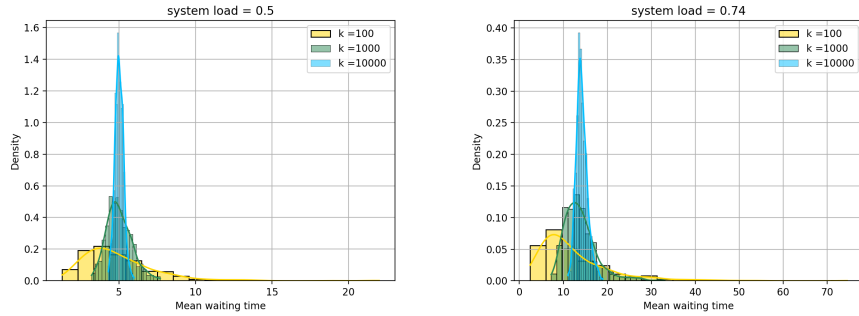 system load = 0.5
1.6
1.4
1.2
1.0
0.8
0.6
0.4
0.2
0.0
Density
k =100
k =1000
k =10000
5
10
15
20
Mean waiting time
system load = 0.74
0.40
0.35
0.30
0.25
0.20
0.15
0.10
0.05
0.00
Density
k =100
k =1000
k =10000
0
10
20
30
40
50
60
70
Mean waiting time